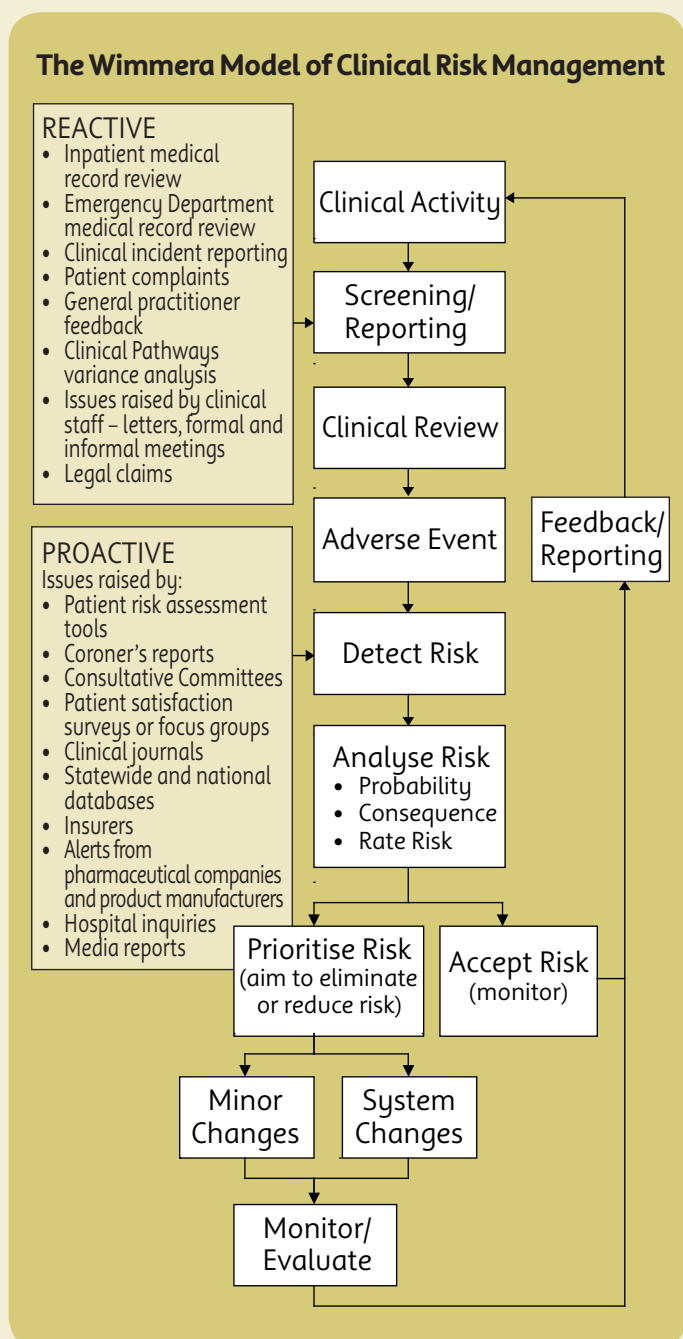 The Wimmera Model of Clinical Risk Management
REACTIVE
• Inpatient medical
record review
• Emergency Department
medical record review
• Clinical incident reporting
• Patient complaints
• General practitioner
feedback
• Clinical Pathways
variance analysis
• Issues raised by clinical
staff – letters, formal and
informal meetings
• Legal claims
PROACTIVE
Issues raised by:
• Patient risk assessment
tools
• Coroner's reports
• Consultative Committees
• Patient satisfaction
surveys or focus groups
• Clinical journals
• Statewide and national
databases
• Insurers
• Alerts from
pharmaceutical companies
and product manufacturers
• Hospital inquiries
• Media reports
Clinical Activity
Screening/
Reporting
Clinical Review
Adverse Event
Detect Risk
Analyse Risk
• Probability
• Consequence
• Rate Risk
Prioritise Risk
(aim to eliminate
or reduce risk)
Accept Risk
(monitor)
Minor
Changes
System
Changes
Monitor/
Evaluate
Feedback/
Reporting